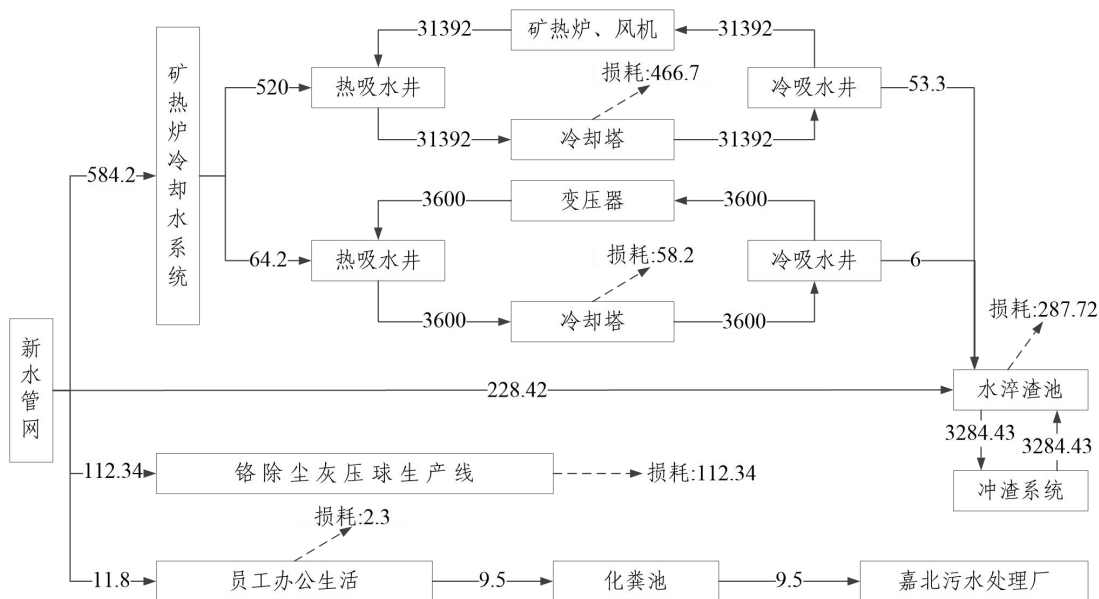 31392
矿热炉、风机
31392
损耗:466.7
矿热炉冷却水系统
520
热吸水井
冷吸水井
53.3
31392
冷却塔
31392
584.2
3600
变压器
3600
64.2
热吸水井
损耗:58.2
冷吸水井
6
3600
冷却塔
3600
损耗:287.72
新水管网
228.42
水淬渣池
3284.43
3284.43
112.34
铬除尘灰压球生产线
损耗:112.34
冲渣系统
损耗:2.3
11.8
员工办公生活
9.5
化粪池
9.5
嘉北污水处理厂